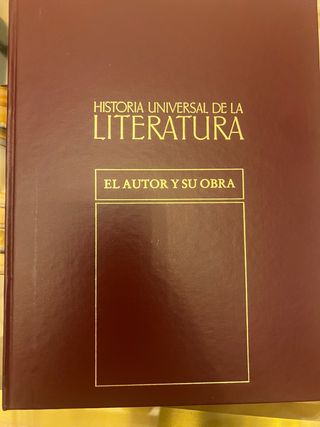 HISTORIA UNIVERSAL DE LA
LITERATURA
EL AUTOR Y SU OBRA